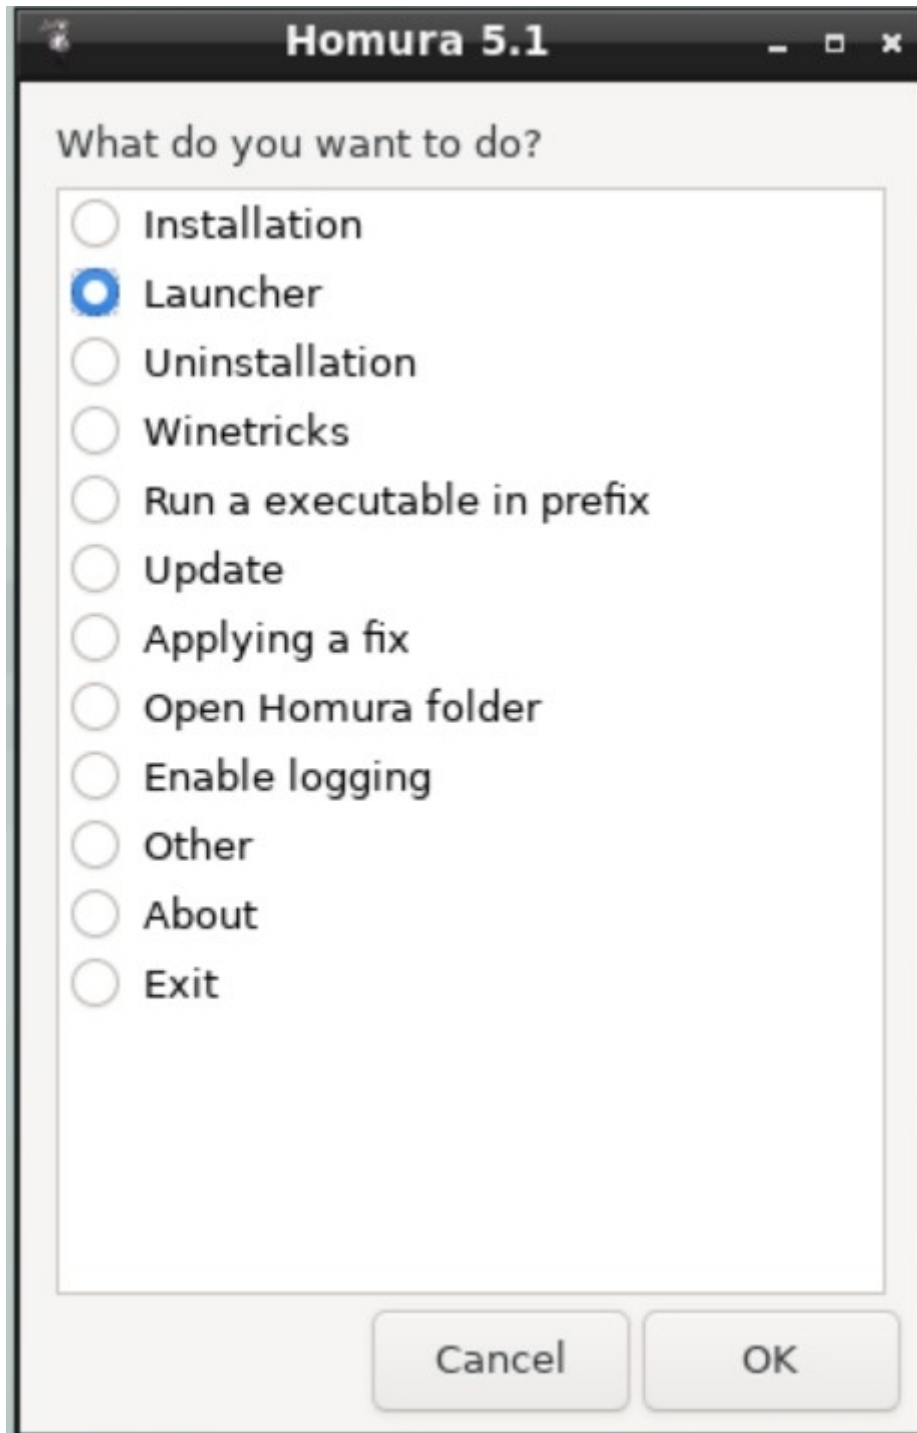 Homura 5.1
What do you want to do?
Installation
Launcher
Uninstallation
Winetricks
Run a executable in prefix
Update
Applying a fix
Open Homura folder
Enable logging
Other
About
Exit
Cancel OK